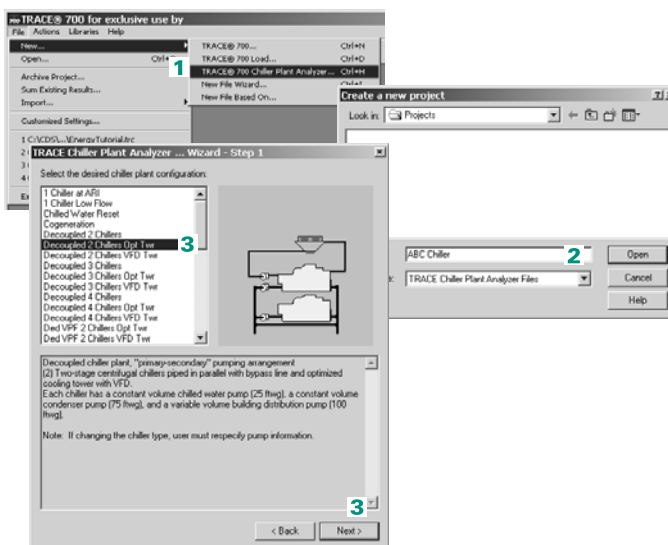 TRACE® 700 for exclusive use by
File Actions Libraries Help
New...
Open...
Archive Project...
Sum Existing Results...
Import...
Customized Settings...
1 C:\CDS\...\EnergyTutorial.trc
1
TRACE® 700... Ctrl+N
TRACE® 700 Load... Ctrl+D
TRACE® 700 Chiller Plant Analyzer... Ctrl+H
New File Wizard...
New File Based On...
Create a new project
Look in: Projects
ABC Chiller
2
Open
TRACE Chiller Plant Analyzer Files
Cancel
Help
TRACE Chiller Plant Analyzer ... Wizard - Step 1
Select the desired chiller plant configuration:
1 Chiller at ARI
1 Chiller Low Flow
Chilled Water Reset
Cogeneration
Decoupled 2 Chillers
Decoupled 2 Chillers Opt Twr
3
Decoupled 2 Chillers VFD Twr
Decoupled 3 Chillers
Decoupled 3 Chillers Opt Twr
Decoupled 3 Chillers VFD Twr
Decoupled 4 Chillers
Decoupled 4 Chillers Opt Twr
Decoupled 4 Chillers VFD Twr
Ded VPF 2 Chillers Opt Twr
Ded VPF 2 Chillers VFD Twr
Decoupled chiller plant, "primary-secondary" pumping arrangement
(2) Two-stage centrifugal chillers piped in parallel with bypass line and optimized
cooling tower with VFD.
Each chiller has a constant volume chilled water pump (25 ftwg), a constant volume
condenser pump (75 ftwg), and a variable volume building distribution pump (100
ftwg).
Note: If changing the chiller type, user must respecify pump information.
3
< Back
Next >